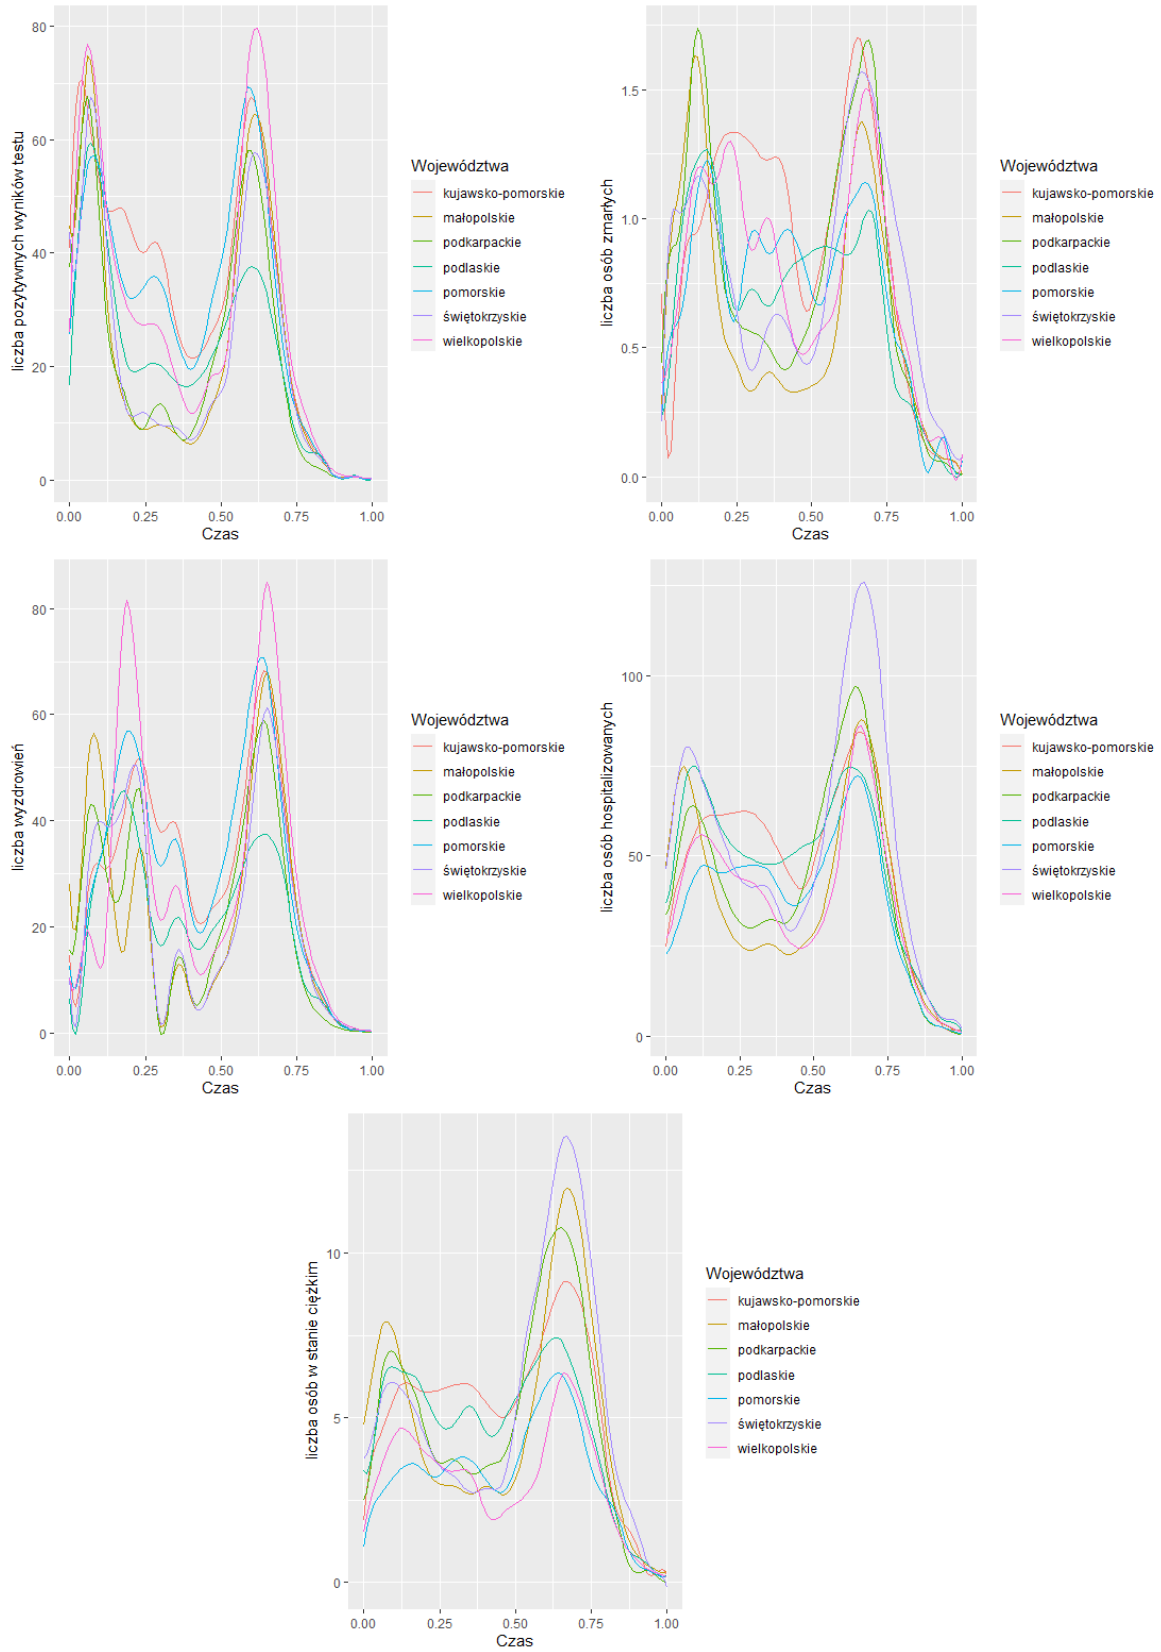 liczba pozytywnych wyników testu
80
60
40
20
0
0.00 0.25 0.50 0.75 1.00
Czas
Województwa
kujawsko-pomorskie
małopolskie
podkarpackie
podlaskie
pomorskie
świętokrzyskie
wielkopolskie
liczba osób zmarłych
1.5
1.0
0.5
0.0
0.00 0.25 0.50 0.75 1.00
Czas
Województwa
kujawsko-pomorskie
małopolskie
podkarpackie
podlaskie
pomorskie
świętokrzyskie
wielkopolskie
liczba wyzdrowień
80
60
40
20
0
0.00 0.25 0.50 0.75 1.00
Czas
Województwa
kujawsko-pomorskie
małopolskie
podkarpackie
podlaskie
pomorskie
świętokrzyskie
wielkopolskie
liczba osób hospitalizowanych
100
50
0
0.00 0.25 0.50 0.75 1.00
Czas
Województwa
kujawsko-pomorskie
małopolskie
podkarpackie
podlaskie
pomorskie
świętokrzyskie
wielkopolskie
liczba osób w stanie ciężkim
10
5
0
0.00 0.25 0.50 0.75 1.00
Czas
Województwa
kujawsko-pomorskie
małopolskie
podkarpackie
podlaskie
pomorskie
świętokrzyskie
wielkopolskie